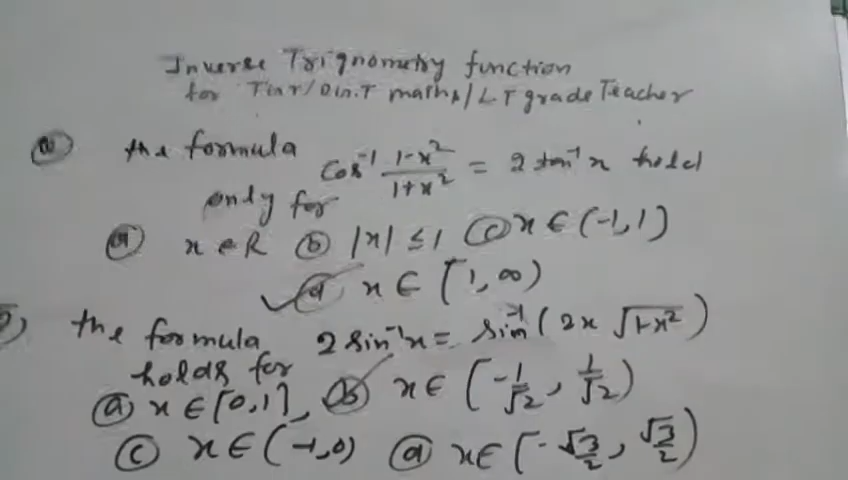 Inverse Trignometry function
for TGT/Din.T maths/L.T grade Teacher
Q the formula cos⁻¹ (1-x²)/(1+x²) = 2 tan⁻¹ x hold
only for
(a) x ∈ R (b) |x| ≤ 1 (c) x ∈ (-1, 1)
(d) x ∈ [1, ∞)
the formula 2 sin⁻¹x = sin⁻¹(2x √1-x²)
holds for
(a) x ∈ [0, 1], (b) x ∈ [-1/√2, 1/√2)
(c) x ∈ (-1, 0) (d) x ∈ [-√3/2, √3/2)